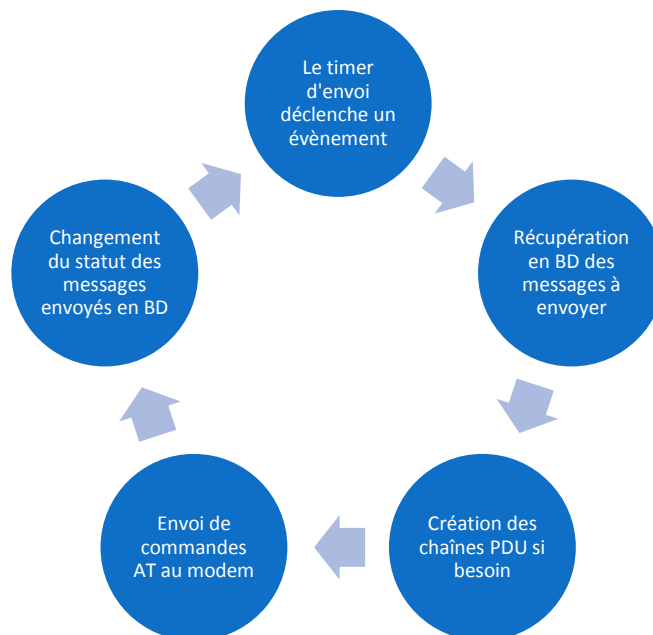 Le timer
d'envoi
déclenche un
évènement
Récupération
en BD des
messages à
envoyer
Création des
chaînes PDU si
besoin
Envoi de
commandes
AT au modem
Changement
du statut des
messages
envoyés en BD